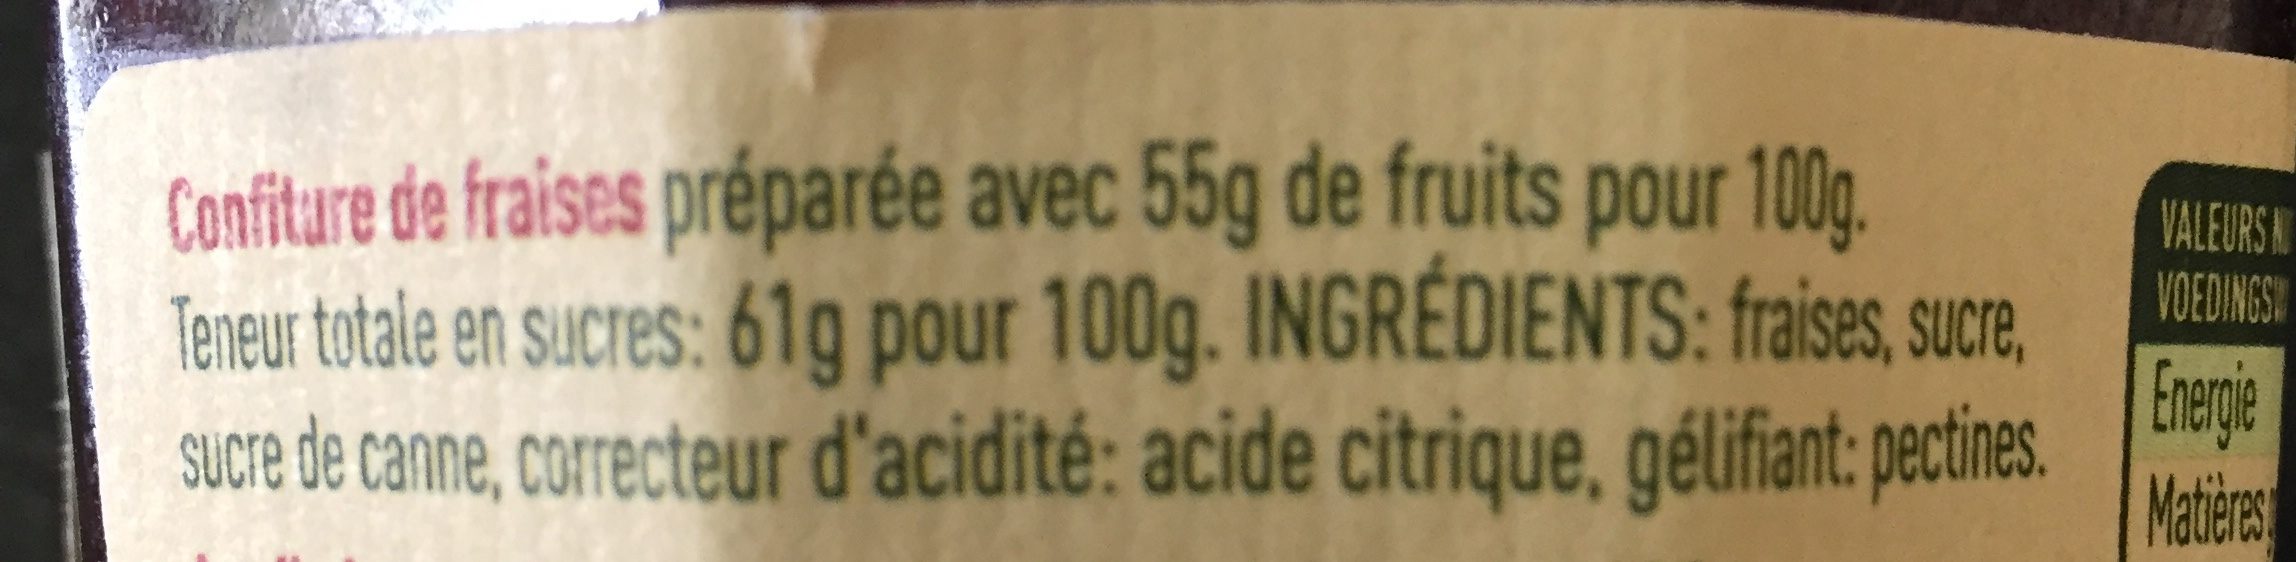 Confiture de fraises préparée avec 55g de fruits pour 100g.
Teneur totale en sucres: 61g pour 100g. INGRÉDIENTS: fraises, sucre,
sucre de canne, correcteur d'acidité: acide citrique, gélifiant: pectines.
VALEURS
Energie
Matières